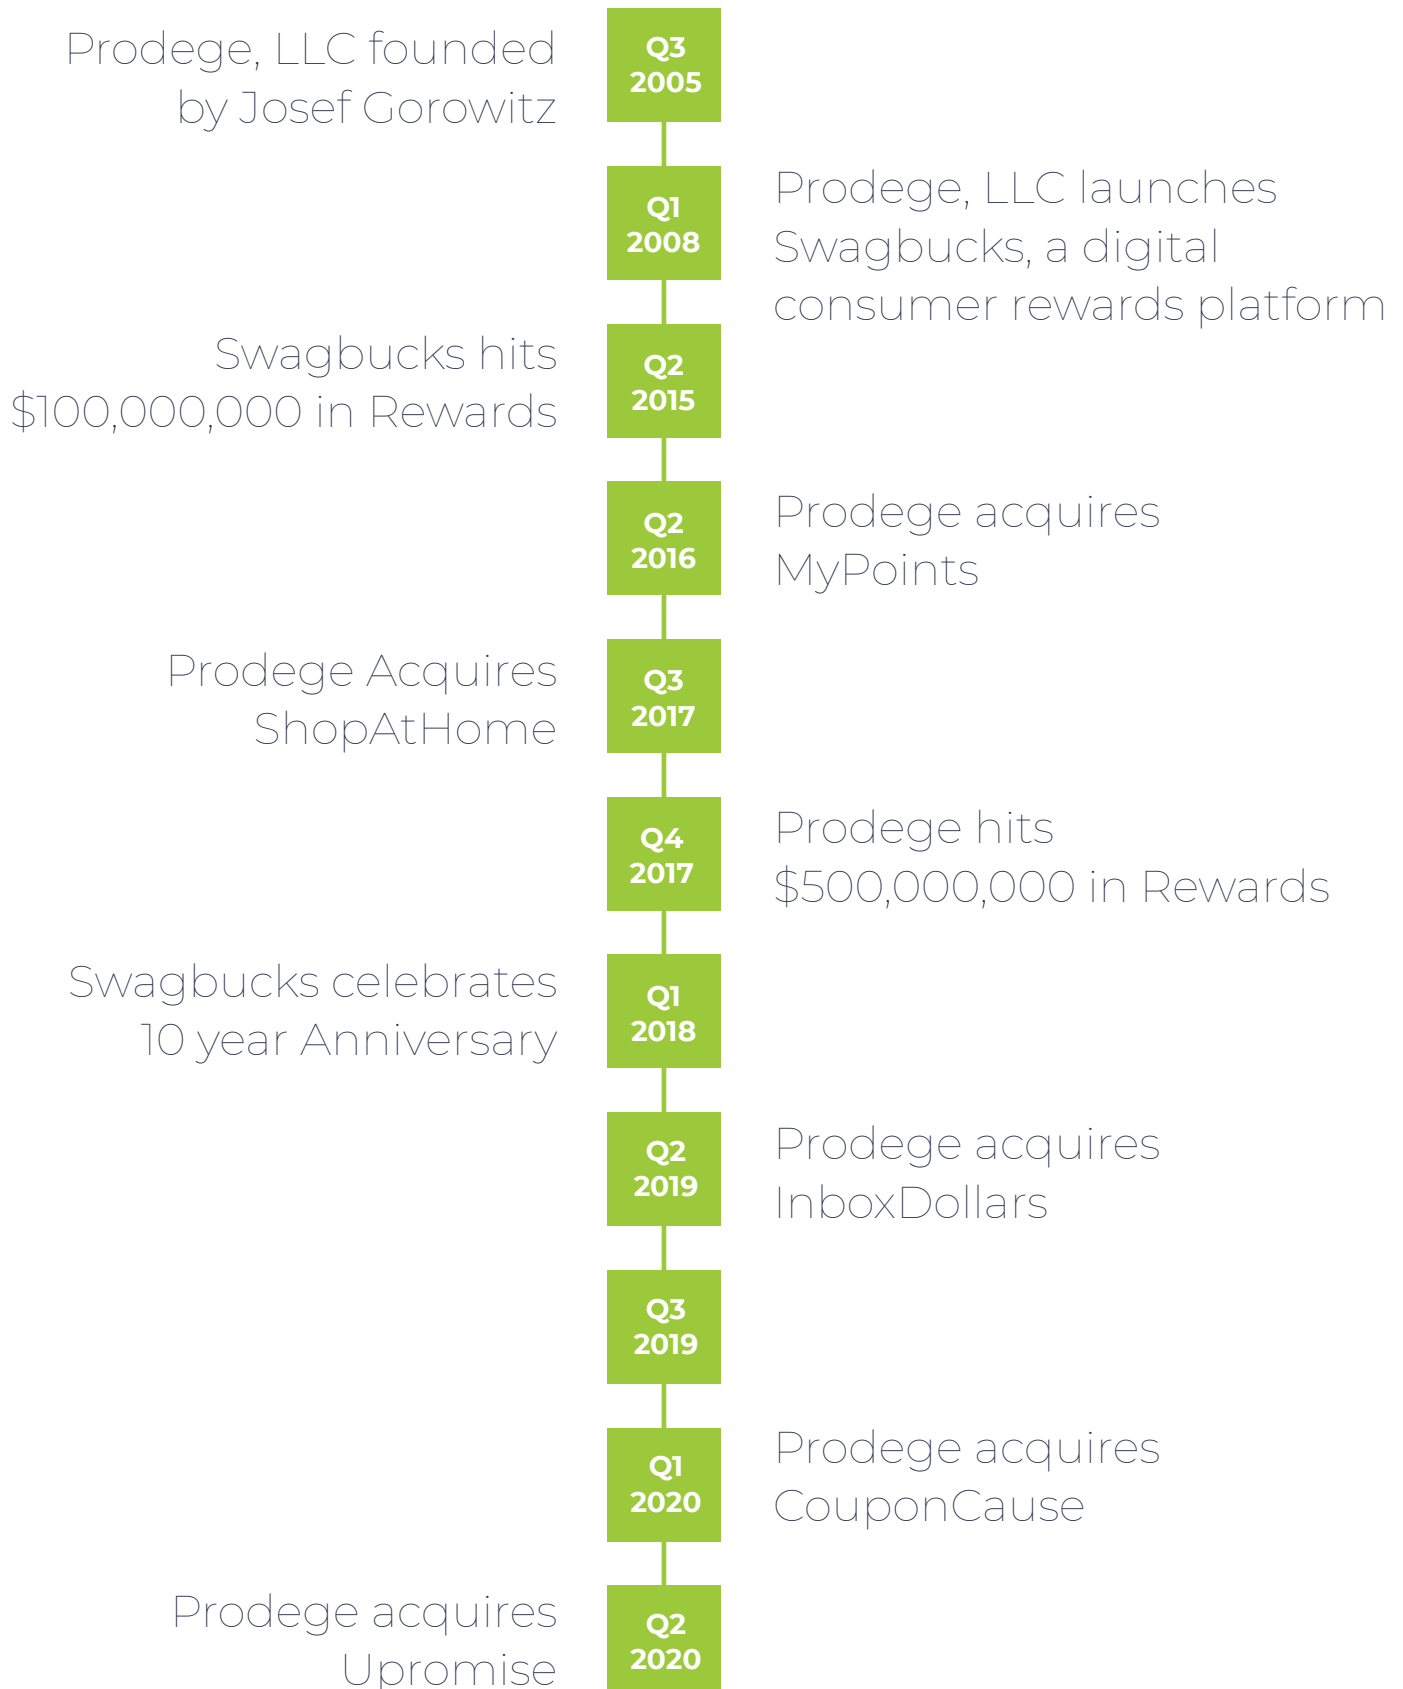 Prodege, LLC founded
by Josef Gorowitz
Q3
2005
Q1
2008
Prodege, LLC launches
Swagbucks, a digital
consumer rewards platform
Swagbucks hits
$100,000,000 in Rewards
Q2
2015
Q2
2016
Prodege acquires
MyPoints
Prodege Acquires
ShopAtHome
Q3
2017
Q4
2017
Prodege hits
$500,000,000 in Rewards
Swagbucks celebrates
10 year Anniversary
Q1
2018
Q2
2019
Prodege acquires
InboxDollars
Q3
2019
Q1
2020
Prodege acquires
CouponCause
Prodege acquires
Upromise
Q2
2020